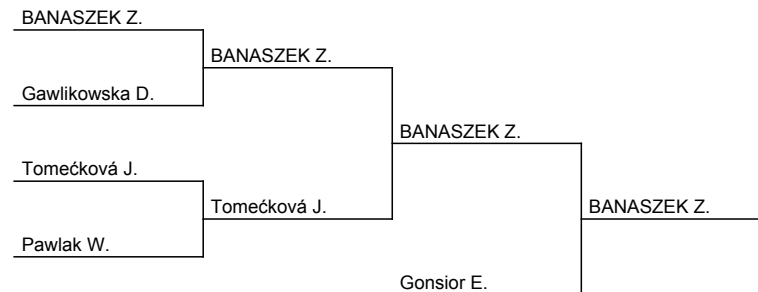 BANASZEK Z.
BANASZEK Z.
Gawlikowska D.
BANASZEK Z.
Tomećková J.
Tomećková J.
BANASZEK Z.
Pawlak W.
Gonsior E.